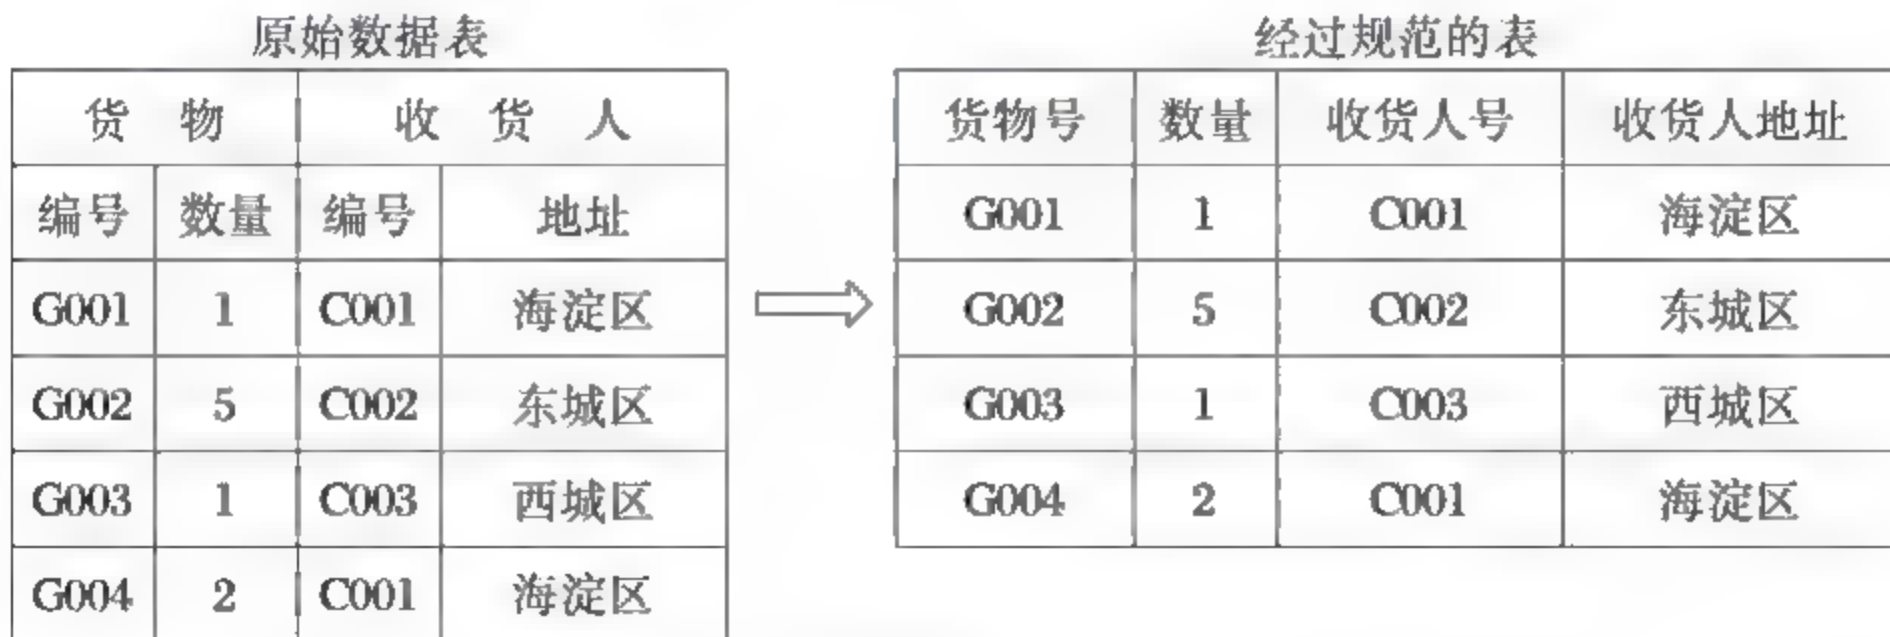 原始数据表
货 物 收 货 人
编号 数量 编号 地址
G001 1 C001 海淀区
G002 5 C002 东城区
G003 1 C003 西城区
G004 2 C001 海淀区
经过规范的表
货物号 数量 收货人号 收货人地址
G001 1 C001 海淀区
G002 5 C002 东城区
G003 1 C003 西城区
G004 2 C001 海淀区